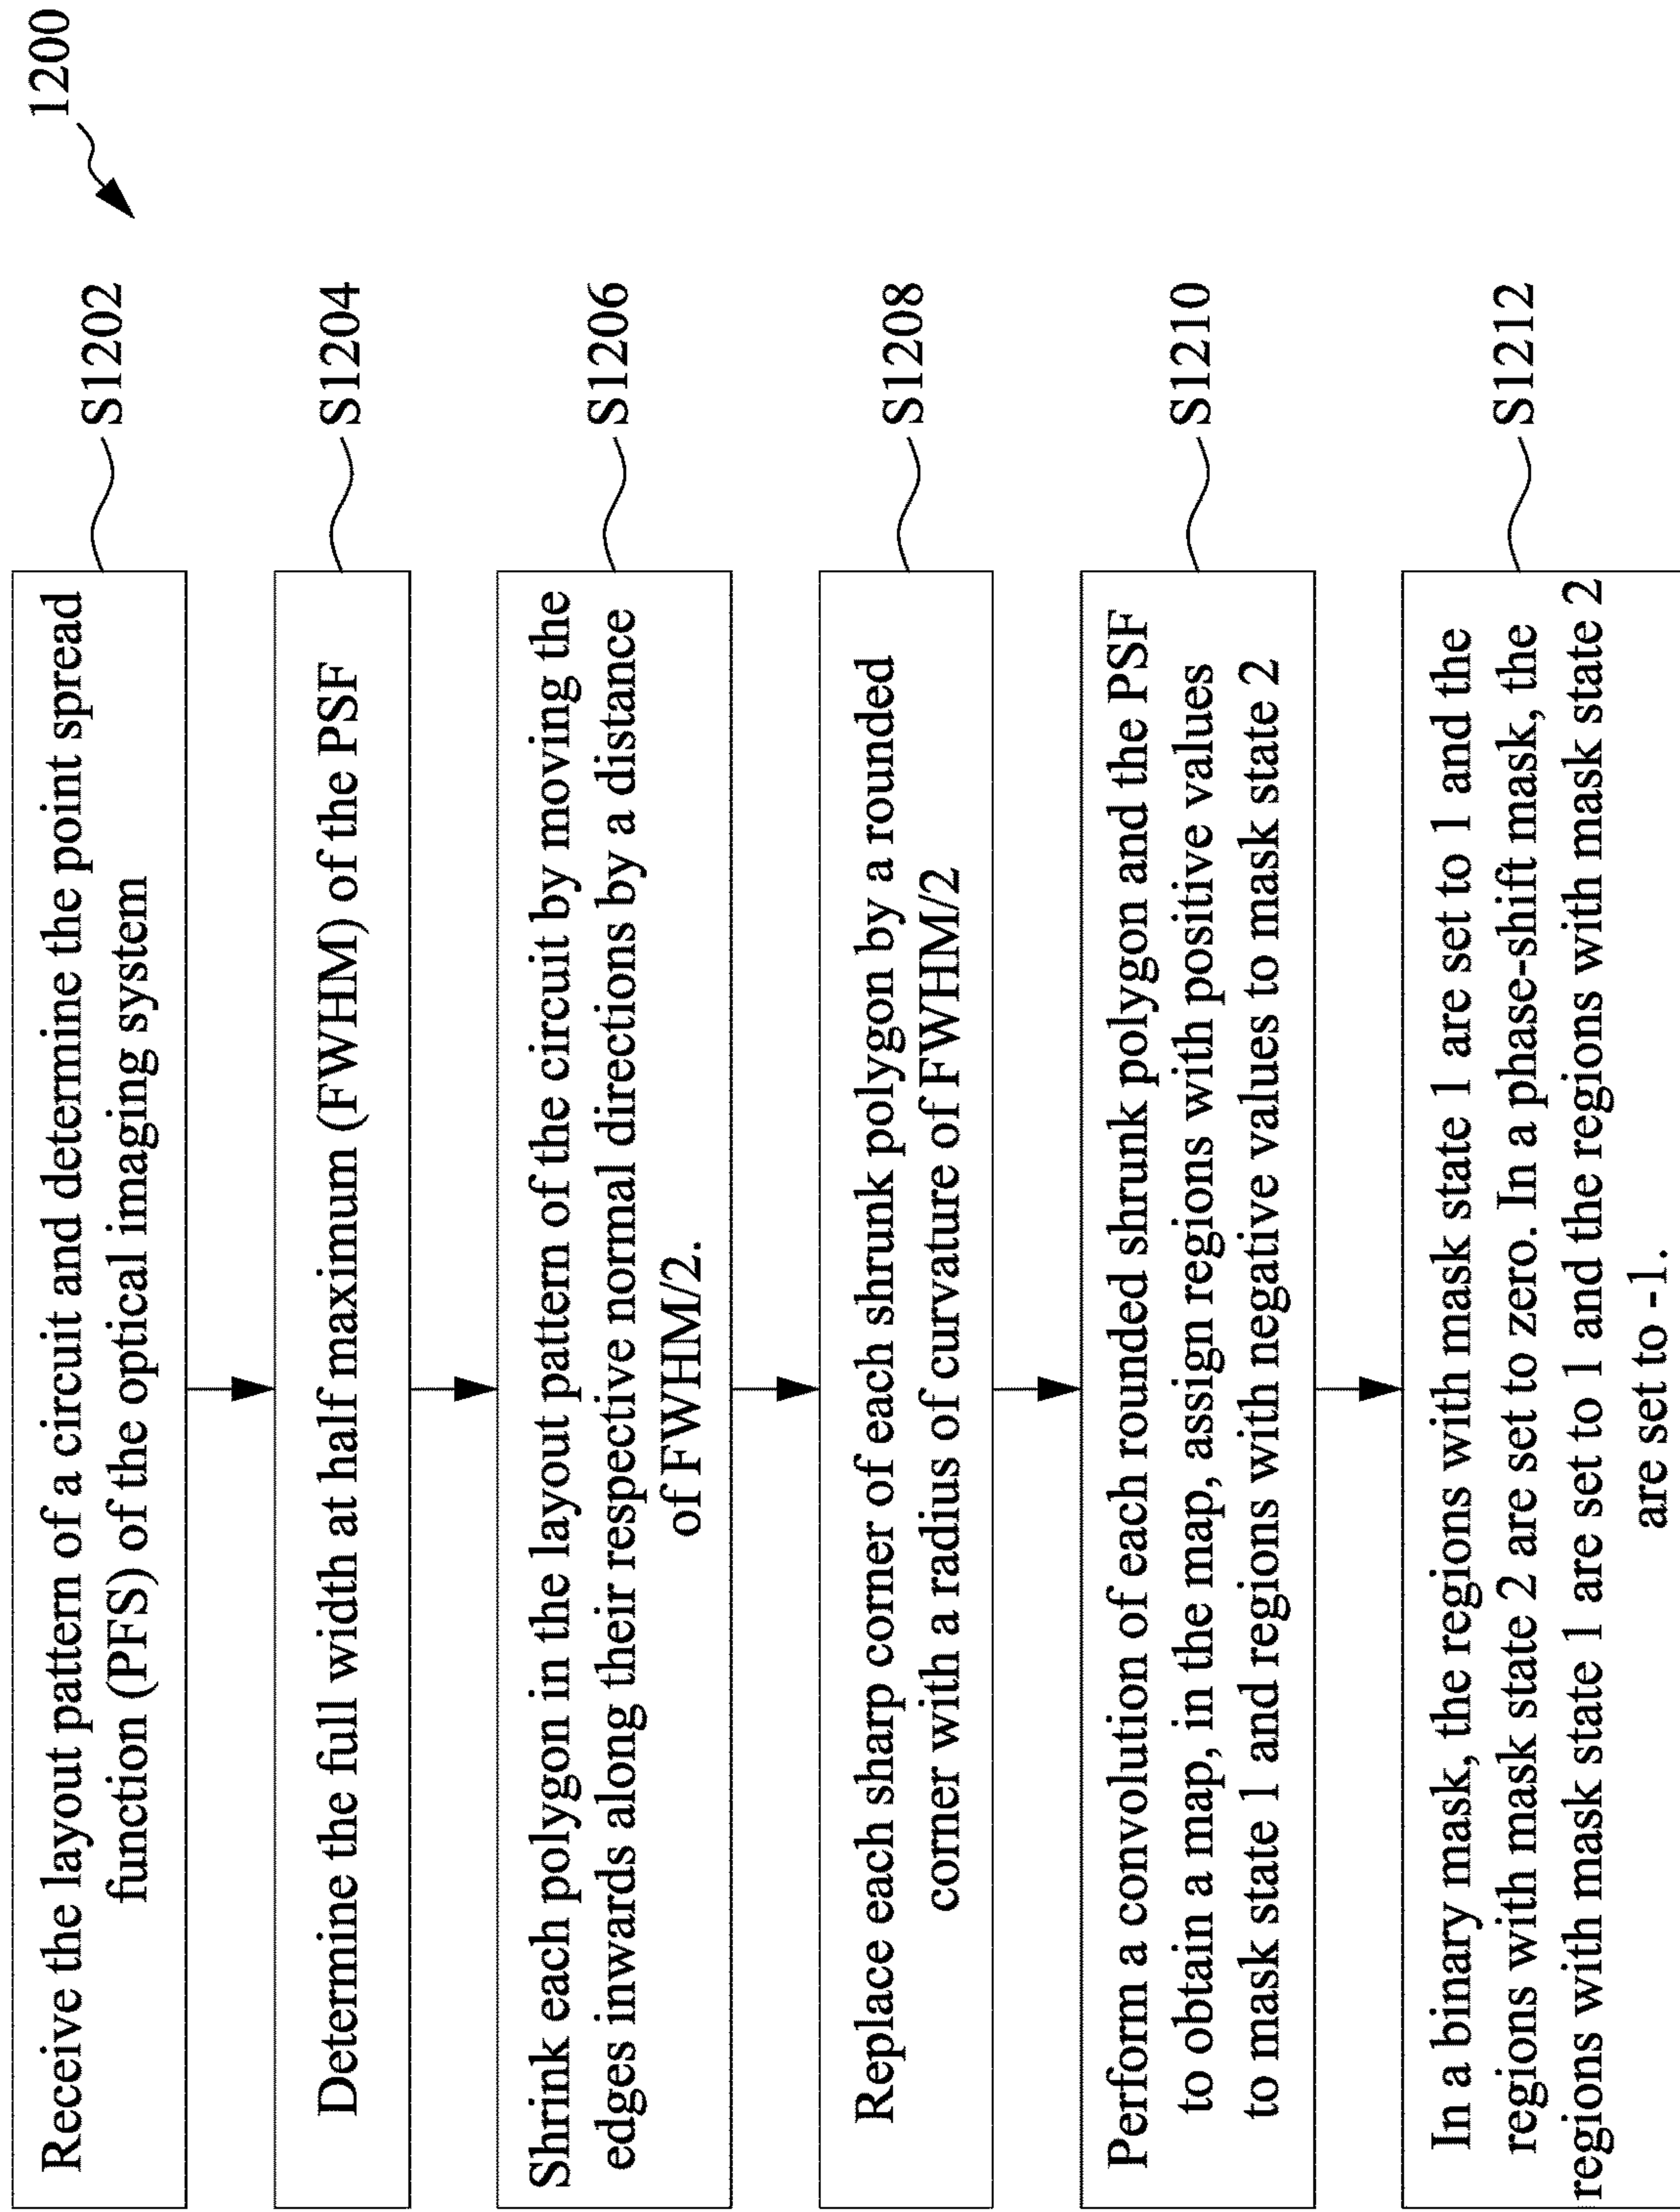 1200
Receive the layout pattern of a circuit and determine the point spread
function (PFS) of the optical imaging system
S1202
Determine the full width at half maximum (FWHM) of the PSF
S1204
Shrink each polygon in the layout pattern of the circuit by moving the
edges inwards along their respective normal directions by a distance
of FWHM/2.
S1206
Replace each sharp corner of each shrunk polygon by a rounded
corner with a radius of curvature of FWHM/2
S1208
Perform a convolution of each rounded shrunk polygon and the PSF
to obtain a map, in the map, assign regions with positive values
to mask state 1 and regions with negative values to mask state 2
S1210
In a binary mask, the regions with mask state 1 are set to 1 and the
regions with mask state 2 are set to zero. In a phase-shift mask, the
regions with mask state 1 are set to 1 and the regions with mask state 2
are set to -1.
S1212